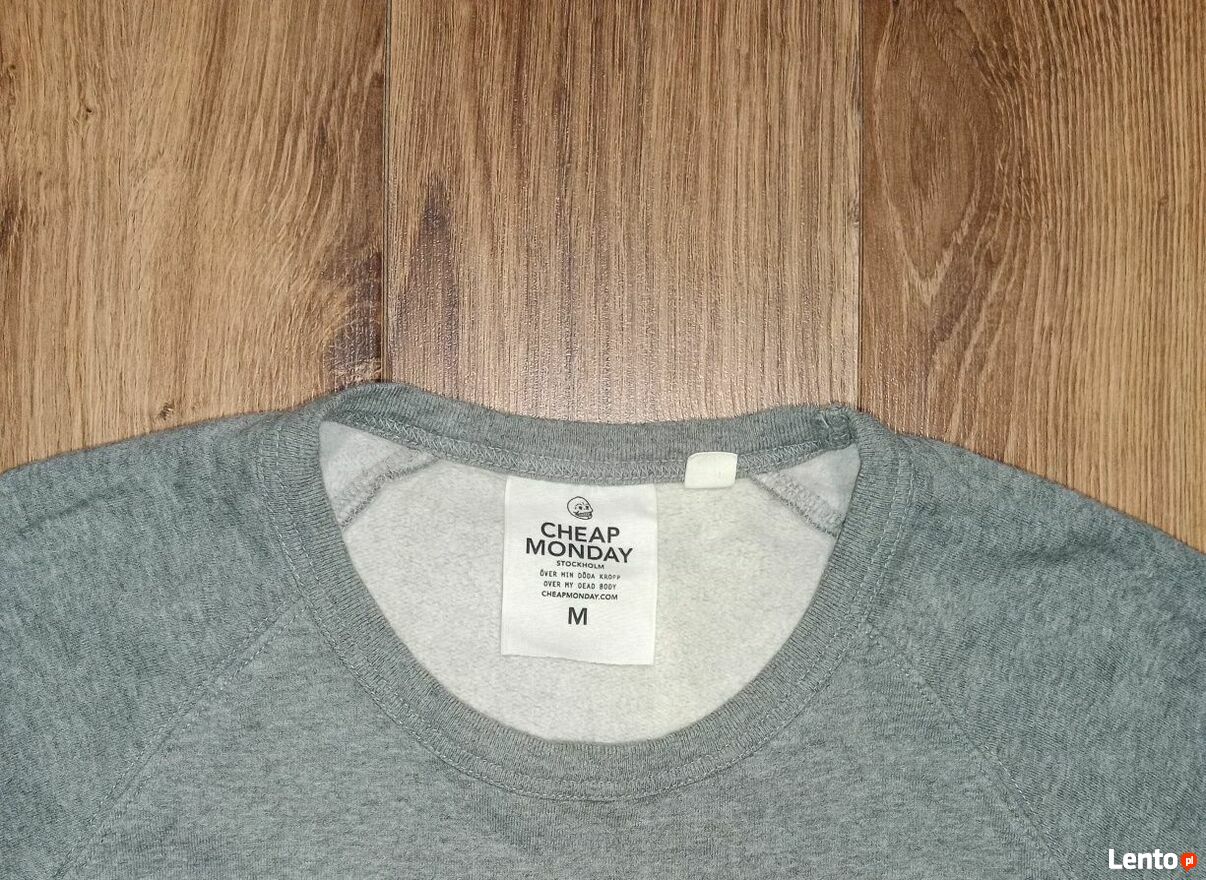 CHEAP
MONDAY
STOCKHOLM
ÖVER MIN DÖDA KROPP
OVER MY DEAD BODY
CHEAPMONDAY.COM
M
Lento.pl